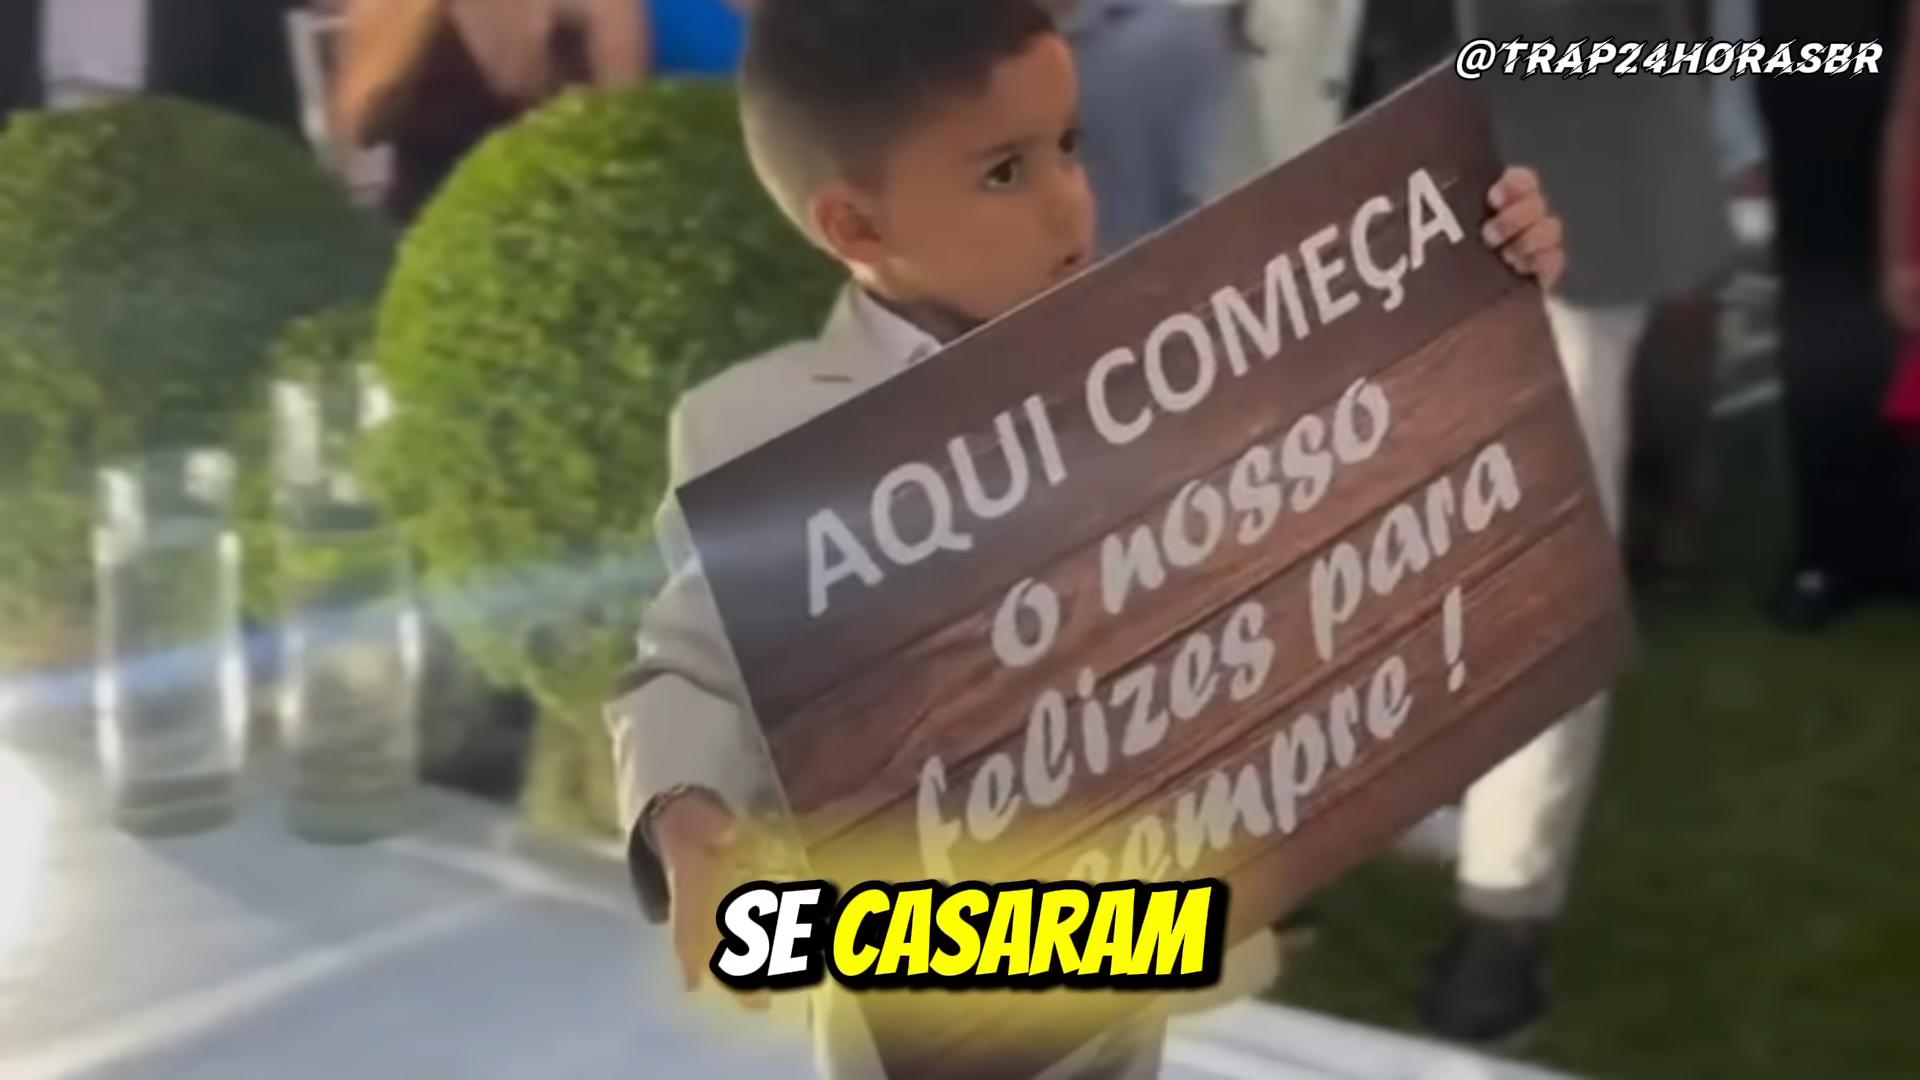 @TRAP24HORASBR
AQUI COMEÇA
o nosso
felizes para
sempre !
SE CASARAM